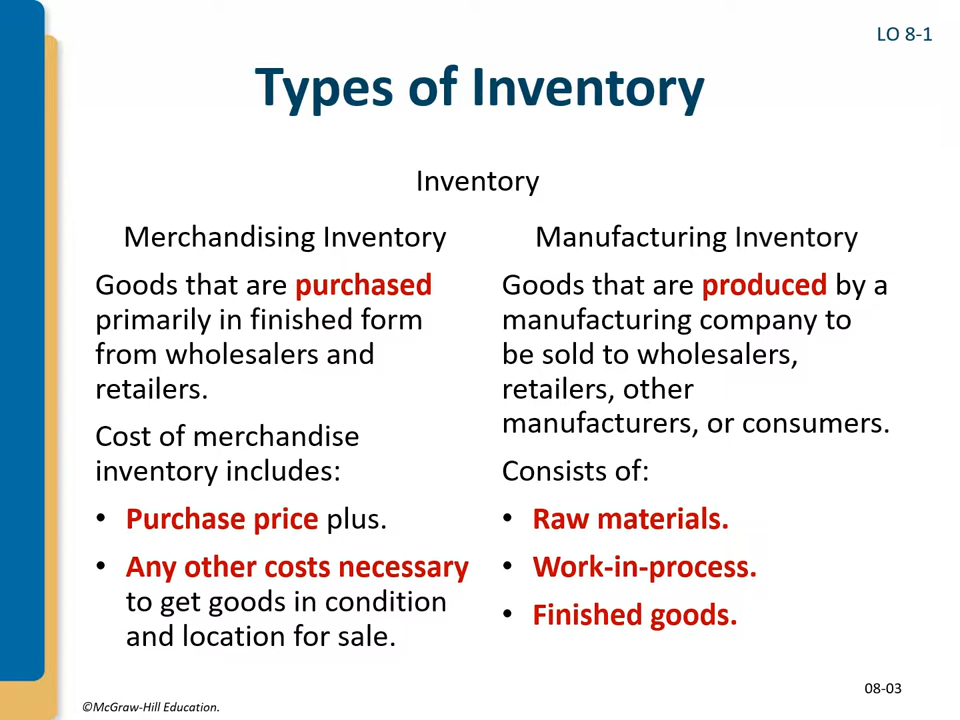 LO 8-1
Types of Inventory
Inventory
Merchandising Inventory
Goods that are purchased
primarily in finished form
from wholesalers and
retailers.
Cost of merchandise
inventory includes:
• Purchase price plus.
• Any other costs necessary
to get goods in condition
and location for sale.
Manufacturing Inventory
Goods that are produced by a
manufacturing company to
be sold to wholesalers,
retailers, other
manufacturers, or consumers.
Consists of:
• Raw materials.
• Work-in-process.
• Finished goods.
08-03
©McGraw-Hill Education.